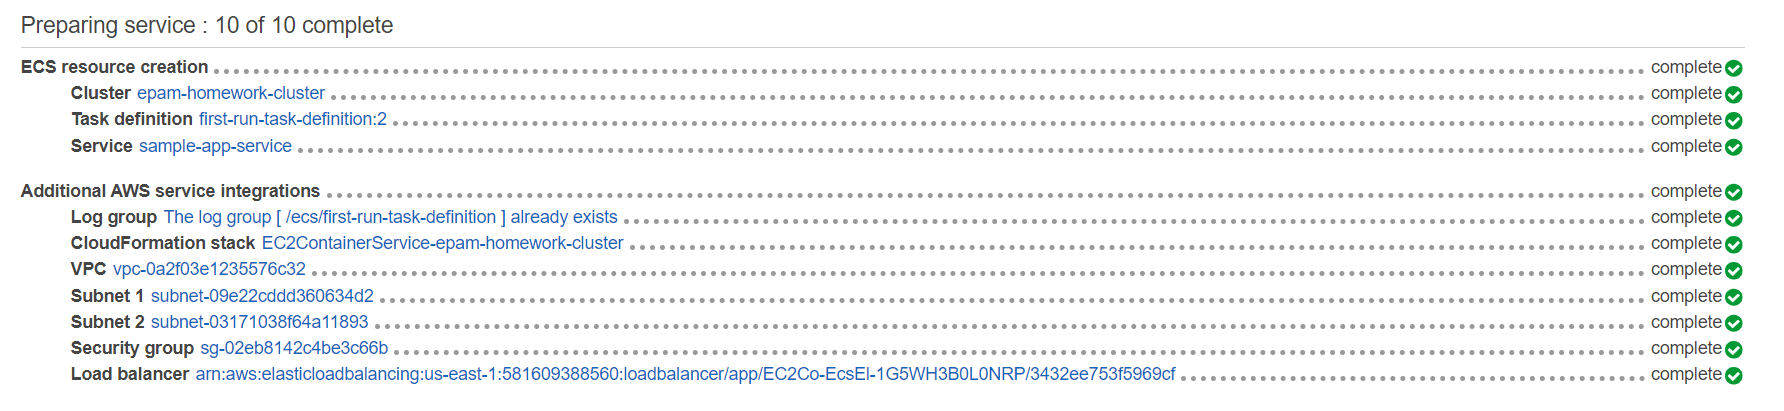 Preparing service : 10 of 10 complete
ECS resource creation complete
Cluster epam-homework-cluster complete
Task definition first-run-task-definition:2 complete
Service sample-app-service complete
Additional AWS service integrations complete
Log group The log group [ /ecs/first-run-task-definition ] already exists complete
CloudFormation stack EC2ContainerService-epam-homework-cluster complete
VPC vpc-0a2f03e1235576c32 complete
Subnet 1 subnet-09e22cddd360634d2 complete
Subnet 2 subnet-03171038f64a11893 complete
Security group sg-02eb8142c4be3c66b complete
Load balancer arn:aws:elasticloadbalancing:us-east-1:581609388560:loadbalancer/app/EC2Co-EcsEl-1G5WH3B0L0NRP/3432ee753f5969cf complete